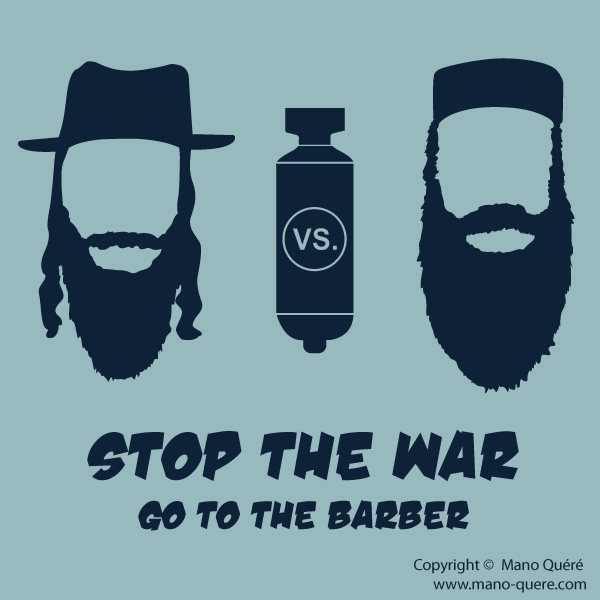 VS.
STOP THE WAR
GO TO THE BARBER
Copyright © Mano Quéré
www.mano-quere.com